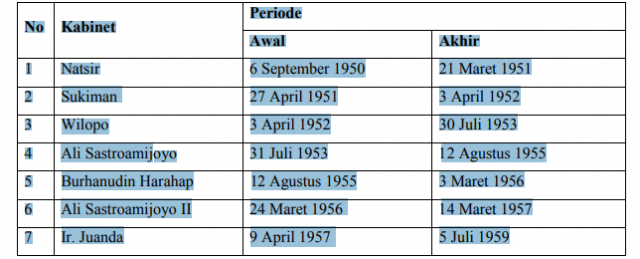 No Kabinet Periode
Awal Akhir
1 Natsir 6 September 1950 21 Maret 1951
2 Sukiman 27 April 1951 3 April 1952
3 Wilopo 3 April 1952 30 Juli 1953
4 Ali Sastroamijoyo 31 Juli 1953 12 Agustus 1955
5 Burhanudin Harahap 12 Agustus 1955 3 Maret 1956
6 Ali Sastroamijoyo II 24 Maret 1956 14 Maret 1957
7 Ir. Juanda 9 April 1957 5 Juli 1959